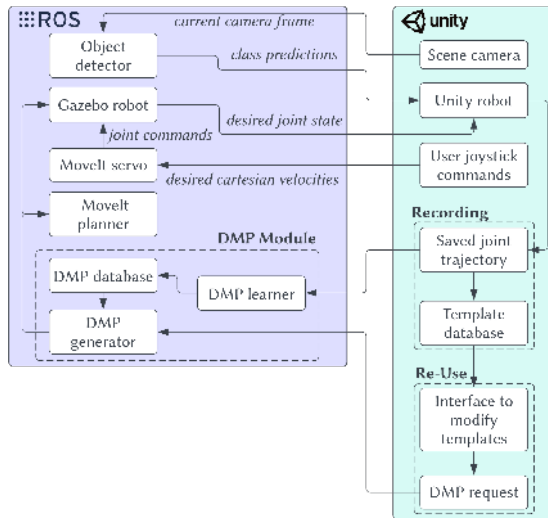 ROS
unity
current camera frame
Object
detector
class predictions
Scene camera
Gazebo robot
Unity robot
joint commands
desired joint state
MoveIt servo
User joystick
commands
desired cartesian velocities
MoveIt
planner
Recording
DMP Module
Saved joint
trajectory
DMP database
DMP learner
DMP
generator
Template
database
Re-Use
Interface to
modify
templates
DMP request